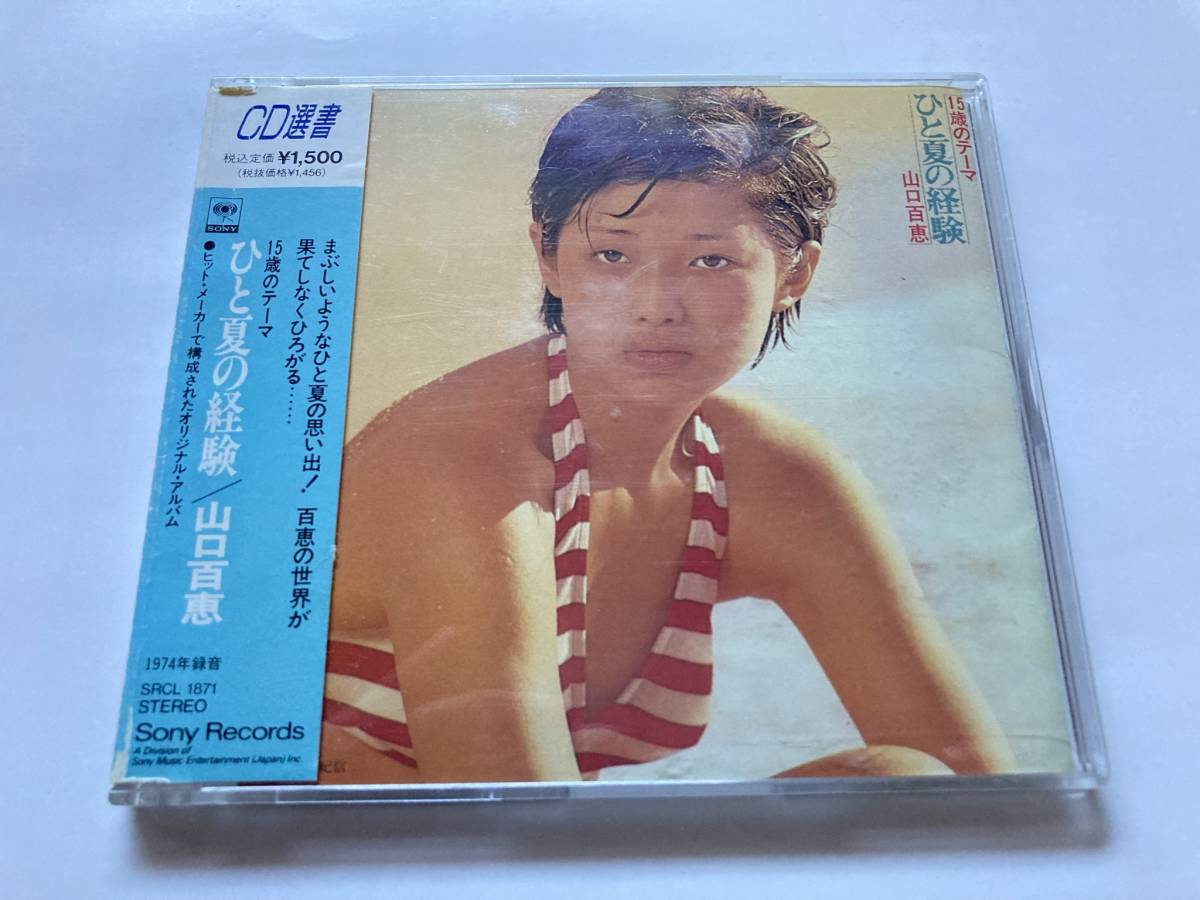 CD選書
税込定価 ¥1,500
(税抜価格¥1,456)
SONY
まぶしいようなひと夏の思い出! 百恵の世界が
果てしなくひろがる……
15歳のテーマ
ひと夏の経験/山口百恵
●ヒット・メーカーで構成されたオリジナル・アルバム
1974年録音
SRCL 1871
STEREO
Sony Records
A Division of
Sony Music Entertainment (Japan) Inc.
15歳のテーマ
ひと夏の経験
山口百恵
紀信